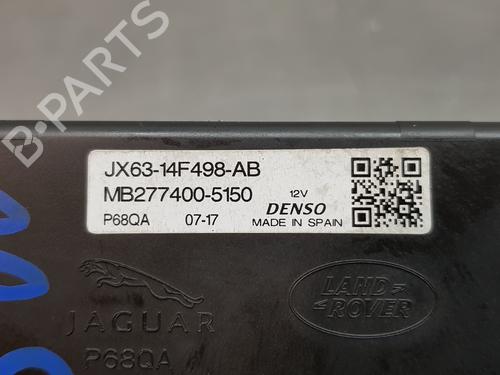 B-PARTS
JX63-14F498-AB
MB277400-5150
12V
P68QA 07-17 DENSO
MADE IN SPAIN
JAGUAR
LAND
ROVER
P68QA